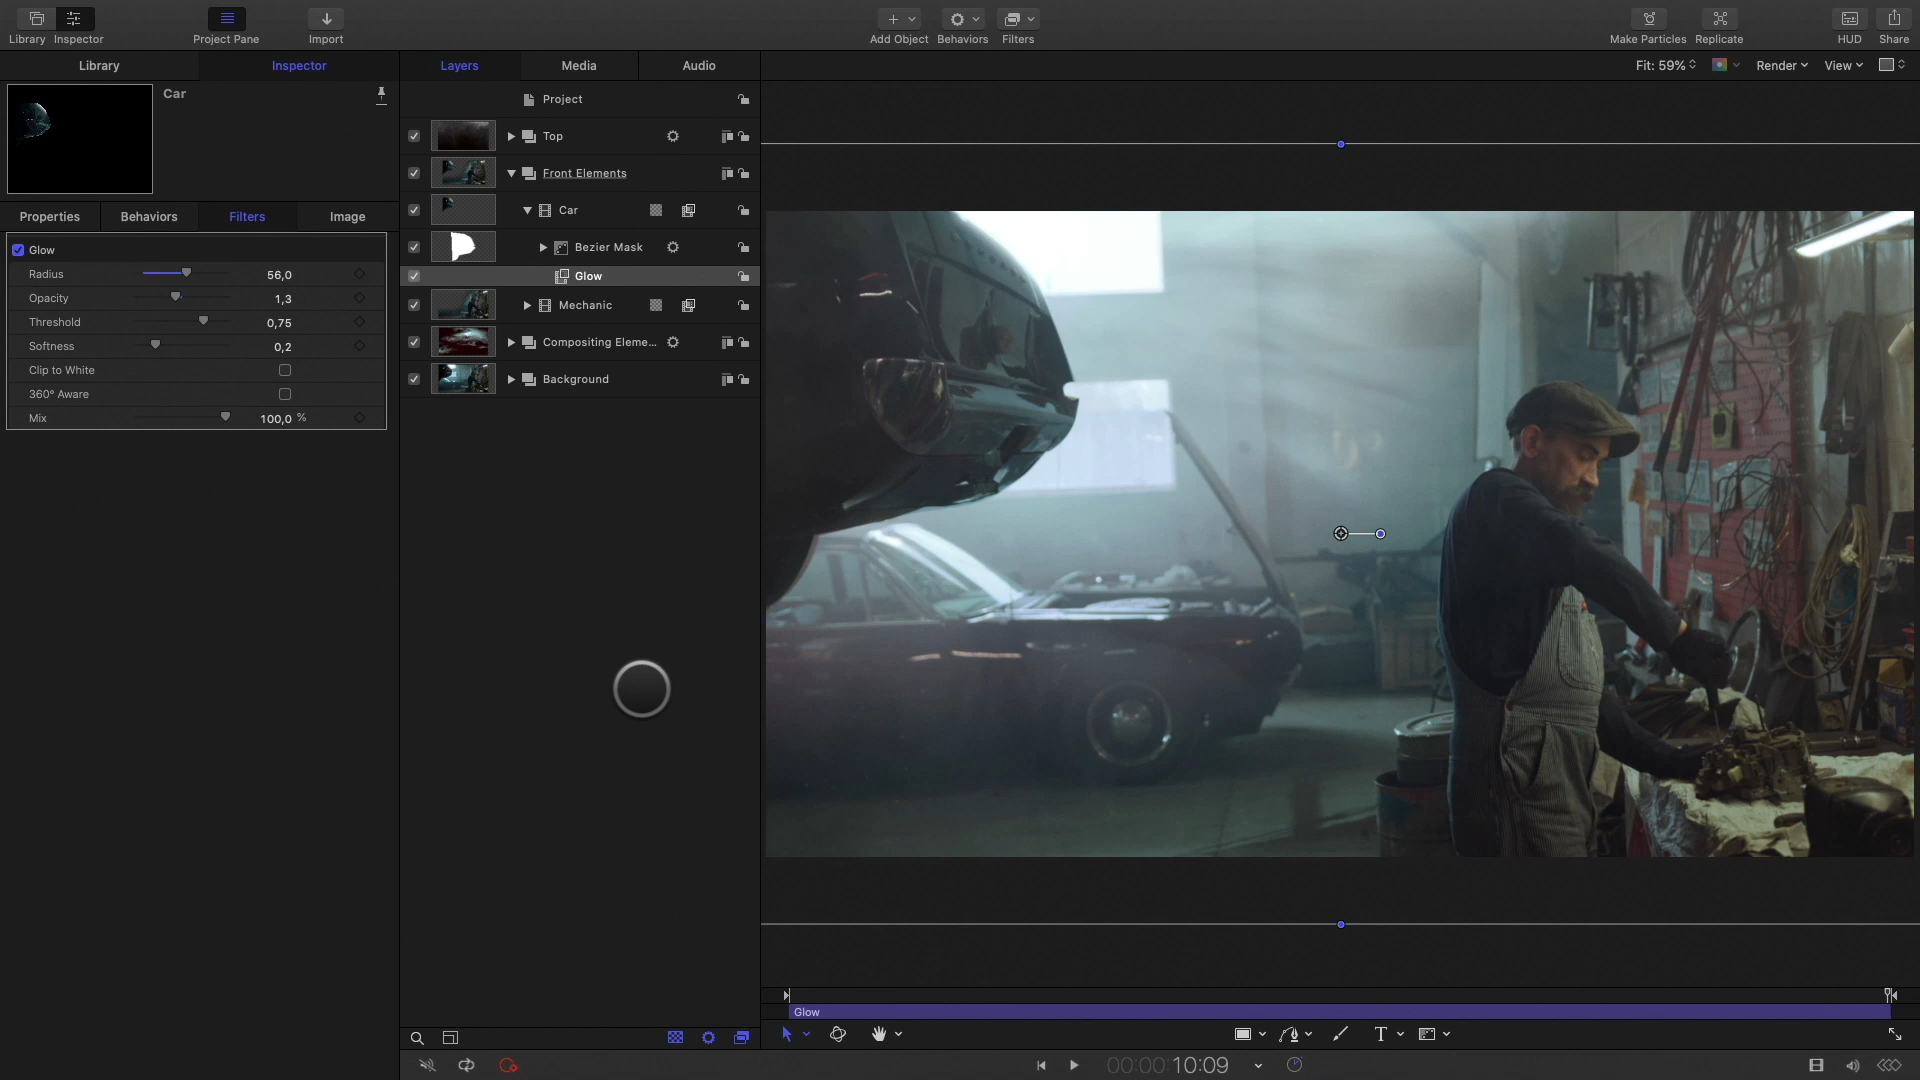 Library Inspector
Project Pane
Import
Add Object Behaviors Filters
Make Particles Replicate
HUD Share
Library Inspector
Layers Media Audio
Fit: 59% Render View
Car
Project
Top
Front Elements
Properties Behaviors Filters Image
Car
Glow
Bezier Mask
Radius 56,0
Glow
Opacity 1,3
Mechanic
Threshold 0,75
Softness 0,2
Compositing Eleme...
Clip to White
Background
360° Aware
Mix 100,0 %
Glow
T
00:00:10:09